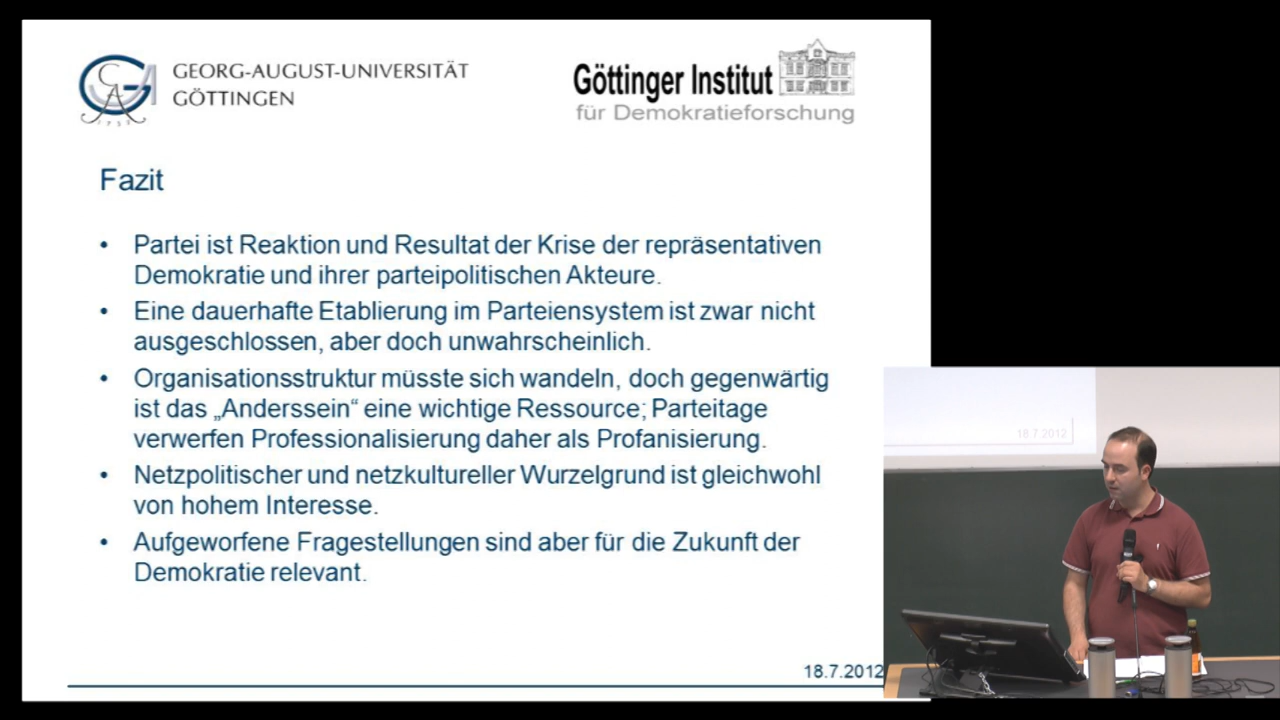 GEORG-AUGUST-UNIVERSITÄT
GÖTTINGEN
Göttinger Institut
für Demokratieforschung
Fazit
• Partei ist Reaktion und Resultat der Krise der repräsentativen
Demokratie und ihrer parteipolitischen Akteure.
• Eine dauerhafte Etablierung im Parteiensystem ist zwar nicht
ausgeschlossen, aber doch unwahrscheinlich.
• Organisationsstruktur müsste sich wandeln, doch gegenwärtig
ist das „Anderssein“ eine wichtige Ressource; Parteitage
verwerfen Professionalisierung daher als Profanisierung.
• Netzpolitischer und netzkultureller Wurzelgrund ist gleichwohl
von hohem Interesse.
• Aufgeworfene Fragestellungen sind aber für die Zukunft der
Demokratie relevant.
18.7.2012
18.7.2012